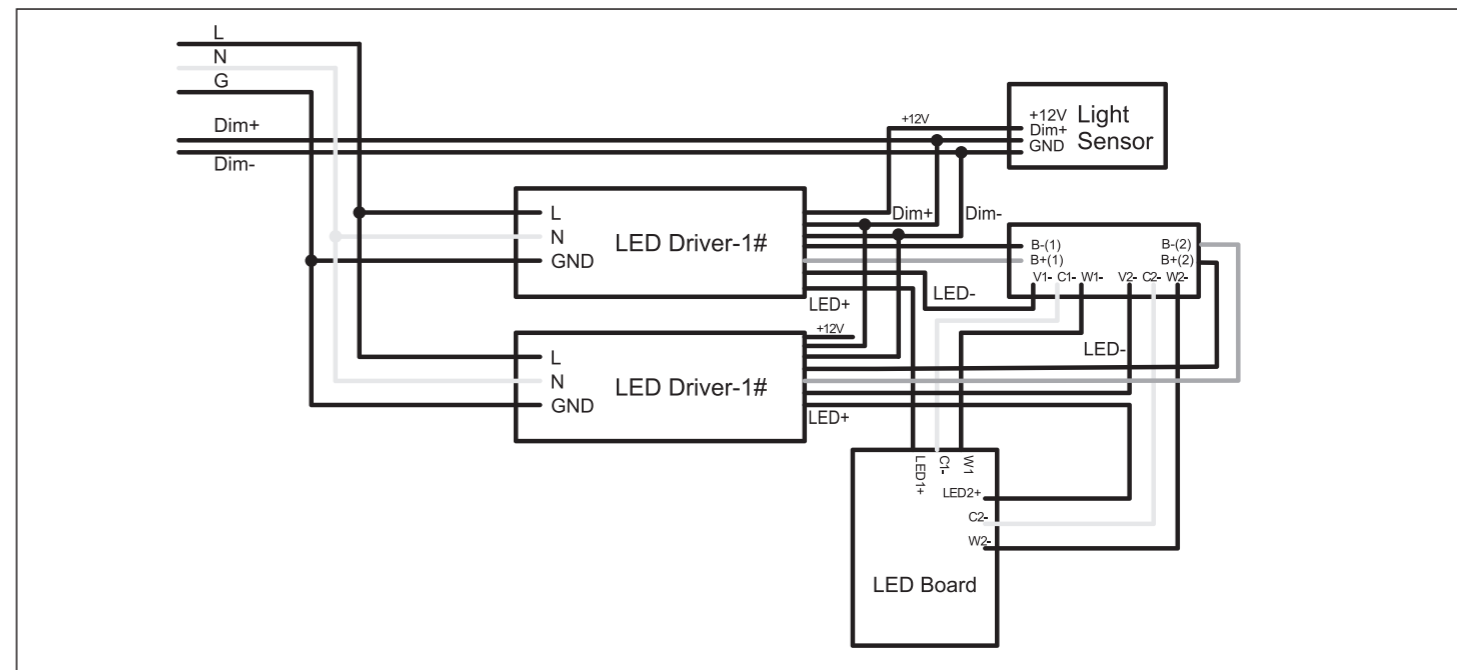 L
N
G
Dim+
Dim-
+12V
+12V
Dim+
GND
Light
Sensor
L
N
GND
LED Driver-1#
Dim+
Dim-
LED+
LED-
B-(1)
B+(1)
B-(2)
B+(2)
V1- C1- W1- V2- C2- W2-
LED-
L
N
GND
LED Driver-1#
+12V
LED+
LED1+
C1-
W1
LED2+
C2-
W2-
LED Board